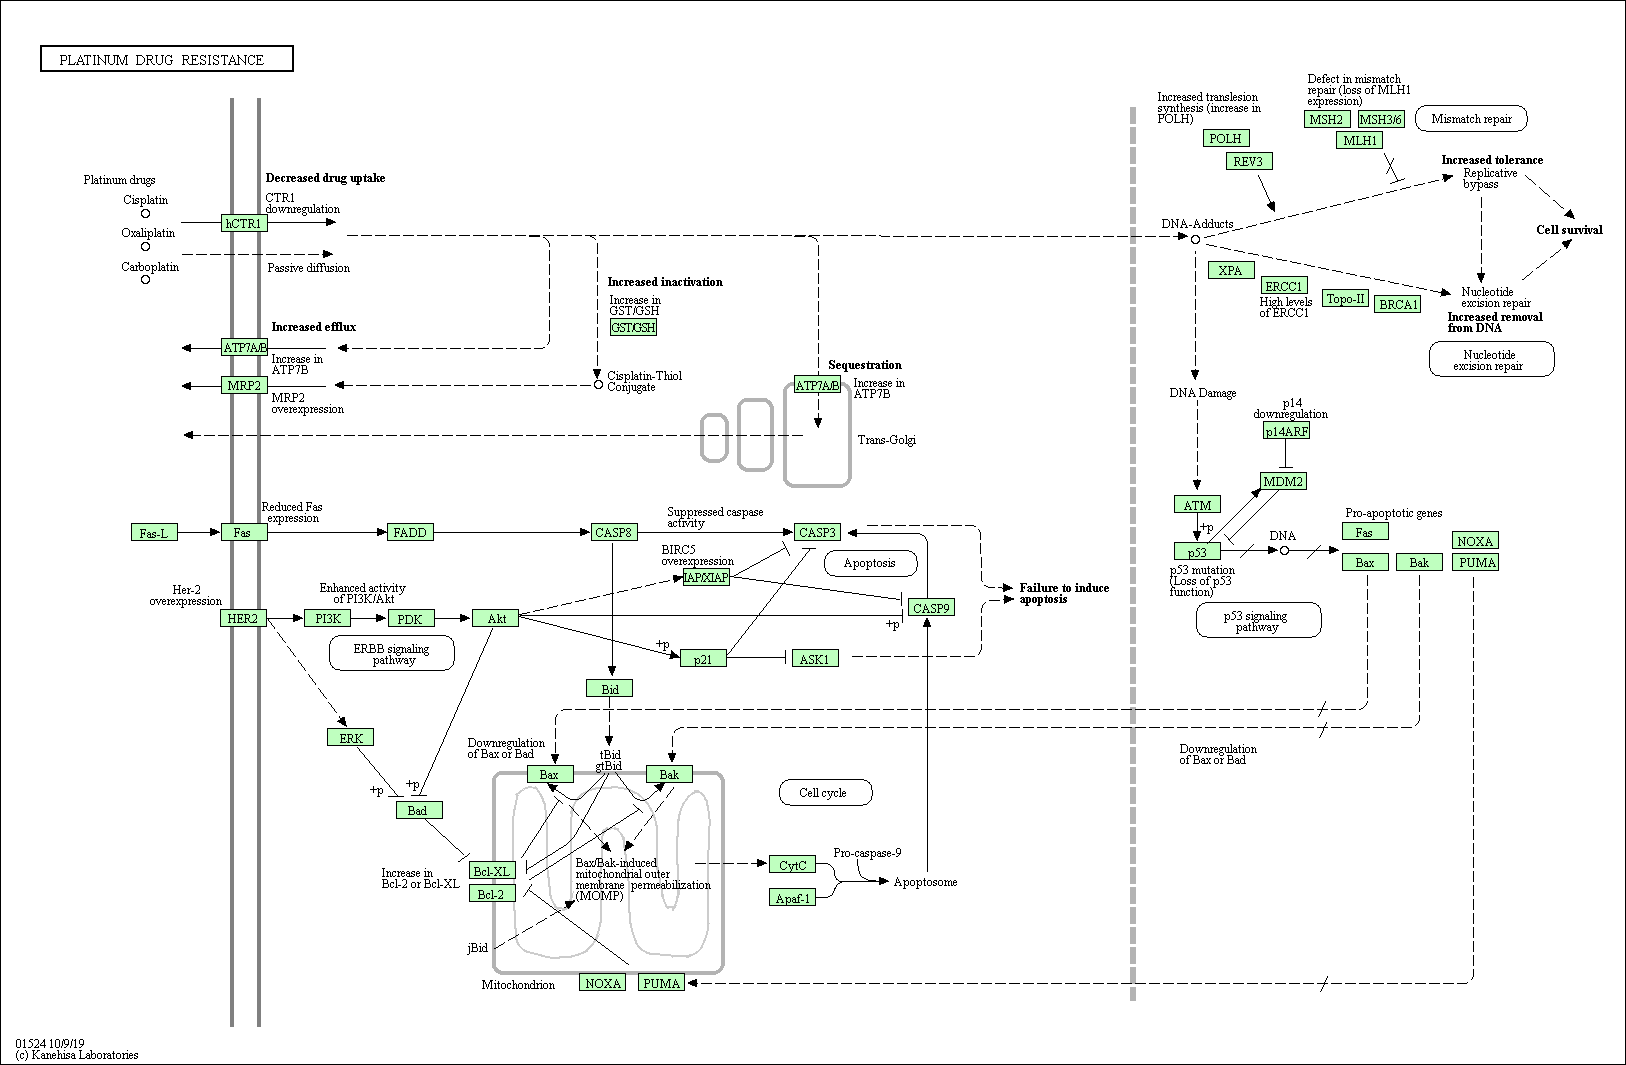 PLATINUM DRUG RESISTANCE
Platinum drugs
Cisplatin
Oxaliplatin
Carboplatin
hCTR1
Decreased drug uptake
CTR1
downregulation
Passive diffusion
Increased efflux
ATP7A/B
Increase in
ATP7B
MRP2
MRP2
overexpression
Increased inactivation
Increase in
GST/GSH
GST/GSH
Cisplatin-Thiol
Conjugate
Sequestration
ATP7A/B
Increase in
ATP7B
Trans-Golgi
Increased translesion
synthesis (increase in
POLH)
POLH
REV3
Defect in mismatch
repair (loss of MLH1
expression)
MSH2
MSH3/6
MLH1
Mismatch repair
Increased tolerance
Replicative
bypass
DNA-Adducts
Cell survival
XPA
ERCC1
High levels
of ERCC1
Topo-II
BRCA1
Nucleotide
excision repair
Increased removal
from DNA
Nucleotide
excision repair
DNA Damage
p14
downregulation
p14ARF
MDM2
ATM
+p
p53
p53 mutation
(Loss of p53
function)
DNA
Pro-apoptotic genes
Fas
Bax
Bak
NOXA
PUMA
p53 signaling
pathway
Fas-L
Fas
Reduced Fas
expression
FADD
CASP8
Suppressed caspase
activity
CASP3
BIRC5
overexpression
IAP/XIAP
Apoptosis
Failure to induce
apoptosis
Her-2
overexpression
HER2
Enhanced activity
of PI3K/Akt
PI3K
PDK
Akt
ERBB signaling
pathway
CASP9
+p
+p
p21
ASK1
Bid
ERK
+p
+p
Bad
Downregulation
of Bax or Bad
tBid
gtBid
Bax
Bak
Downregulation
of Bax or Bad
Cell cycle
Increase in
Bcl-2 or Bcl-XL
Bcl-XL
Bcl-2
Bax/Bak-induced
mitochondrial outer
membrane permeabilization
(MOMP)
jBid
CytC
Apaf-1
Pro-caspase-9
Apoptosome
Mitochondrion
NOXA
PUMA
01524 10/9/19
(c) Kanehisa Laboratories